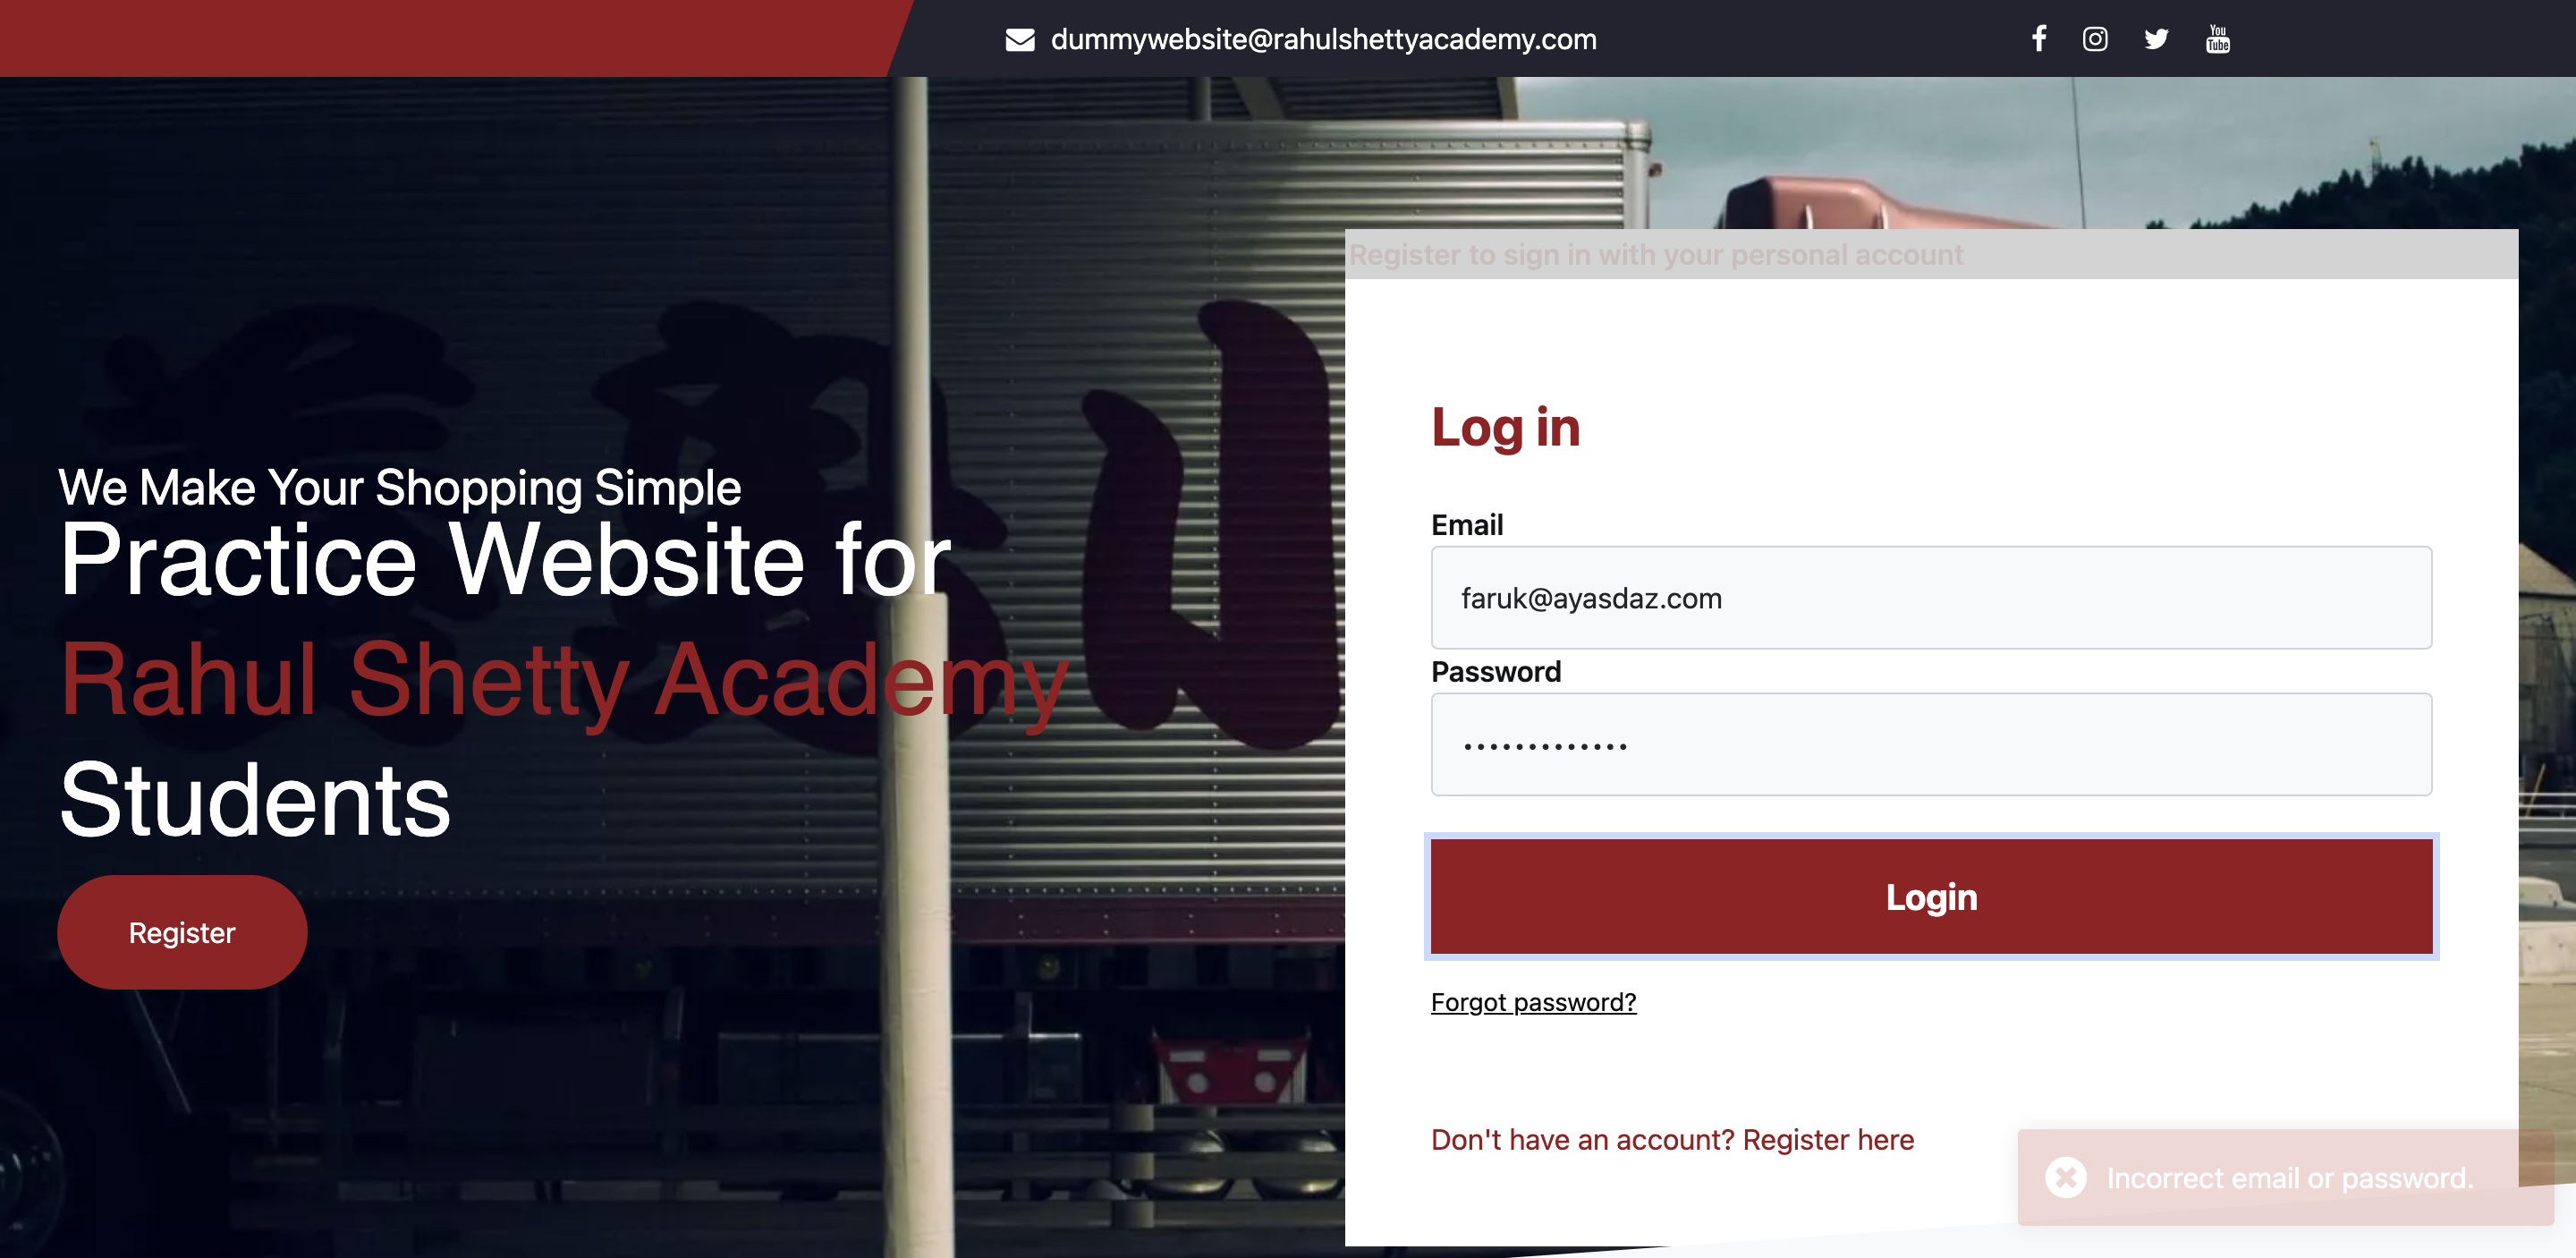 dummywebsite@rahulshettyacademy.com
You
Tube
Register to sign in with your personal account
We Make Your Shopping Simple
Practice Website for
Rahul Shetty Academy
Students
Register
Log in
Email
faruk@ayasdaz.com
Password
Login
Forgot password?
Don't have an account? Register here
Incorrect email or password.